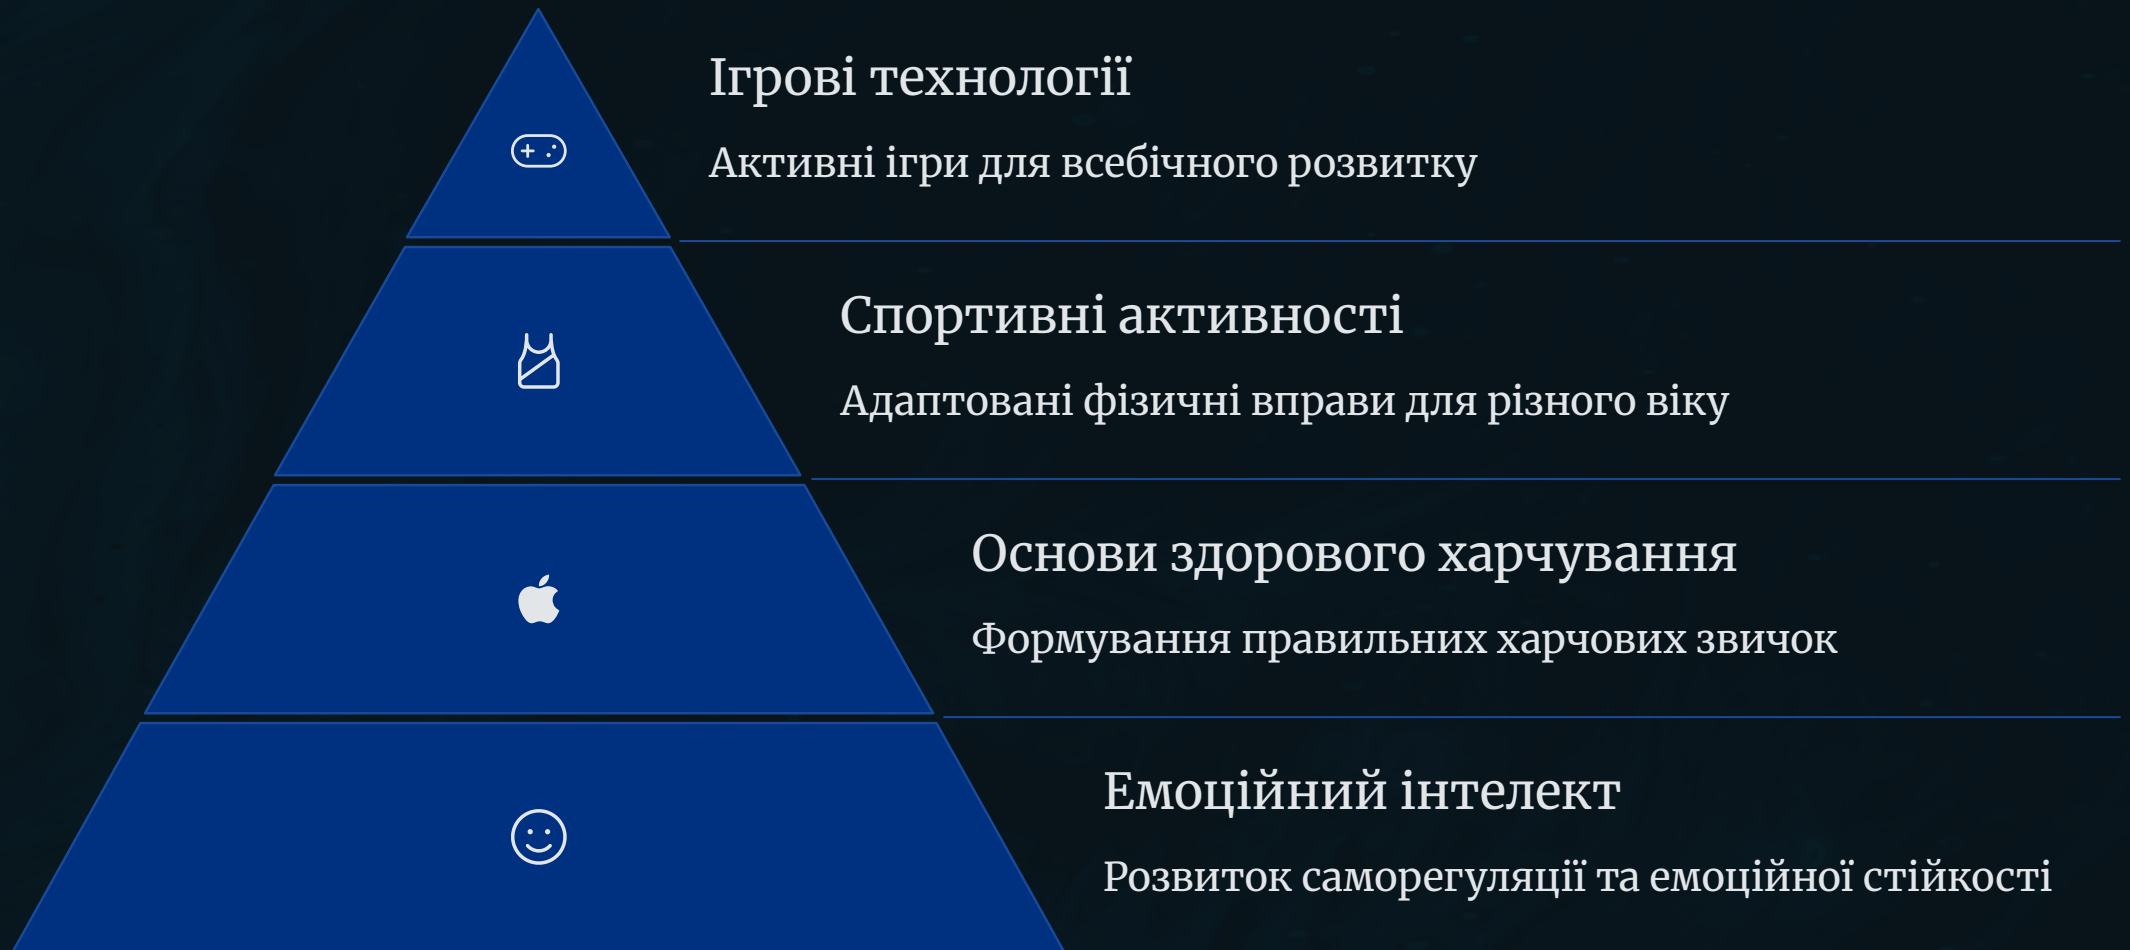 Ігрові технології
Активні ігри для всебічного розвитку
Спортивні активності
Адаптовані фізичні вправи для різного віку
Основи здорового харчування
Формування правильних харчових звичок
Емоційний інтелект
Розвиток саморегуляції та емоційної стійкості